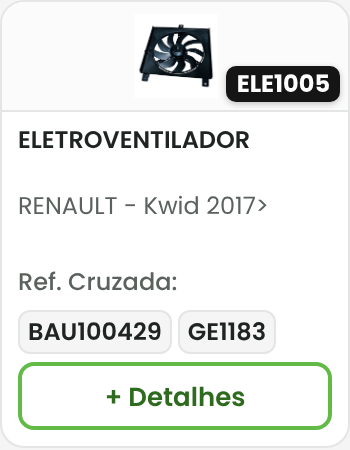 ELE1005
ELETROVENTILADOR
RENAULT - Kwid 2017>
Ref. Cruzada:
BAU100429 GE1183
+ Detalhes